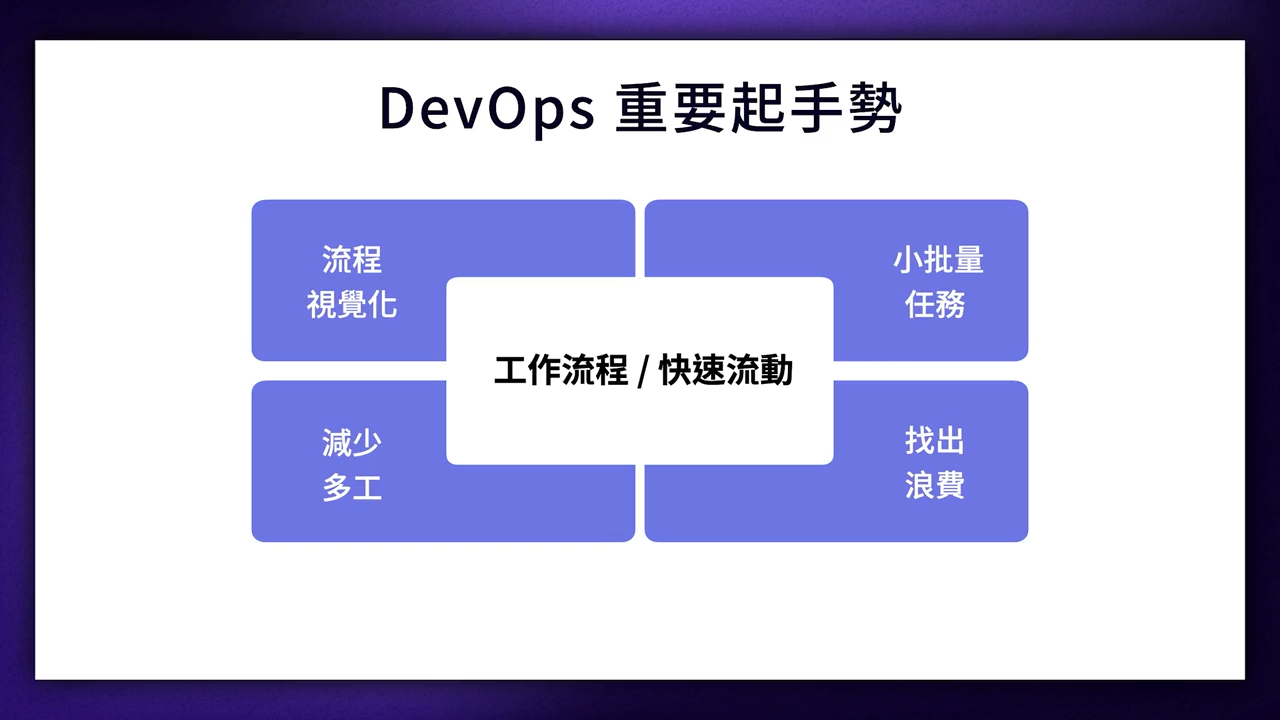 DevOps 重要起手勢
流程
視覺化
小批量
任務
工作流程 / 快速流動
減少
多工
找出
浪費